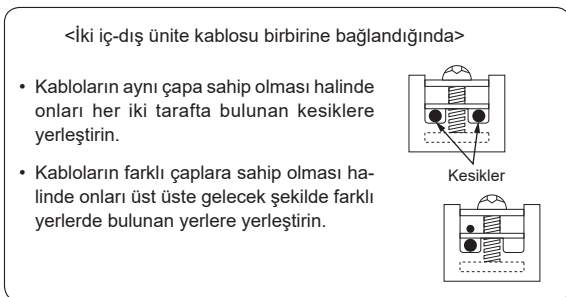 <İki iç-dış ünite kablosu birbirine bağlandığında>
• Kabloların aynı çapa sahip olması halinde
onları her iki tarafta bulunan kesiklere
yerleştirin.
• Kabloların farklı çaplara sahip olması ha-
linde onları üst üste gelecek şekilde farklı
yerlerde bulunan yerlere yerleştirin.
Kesikler